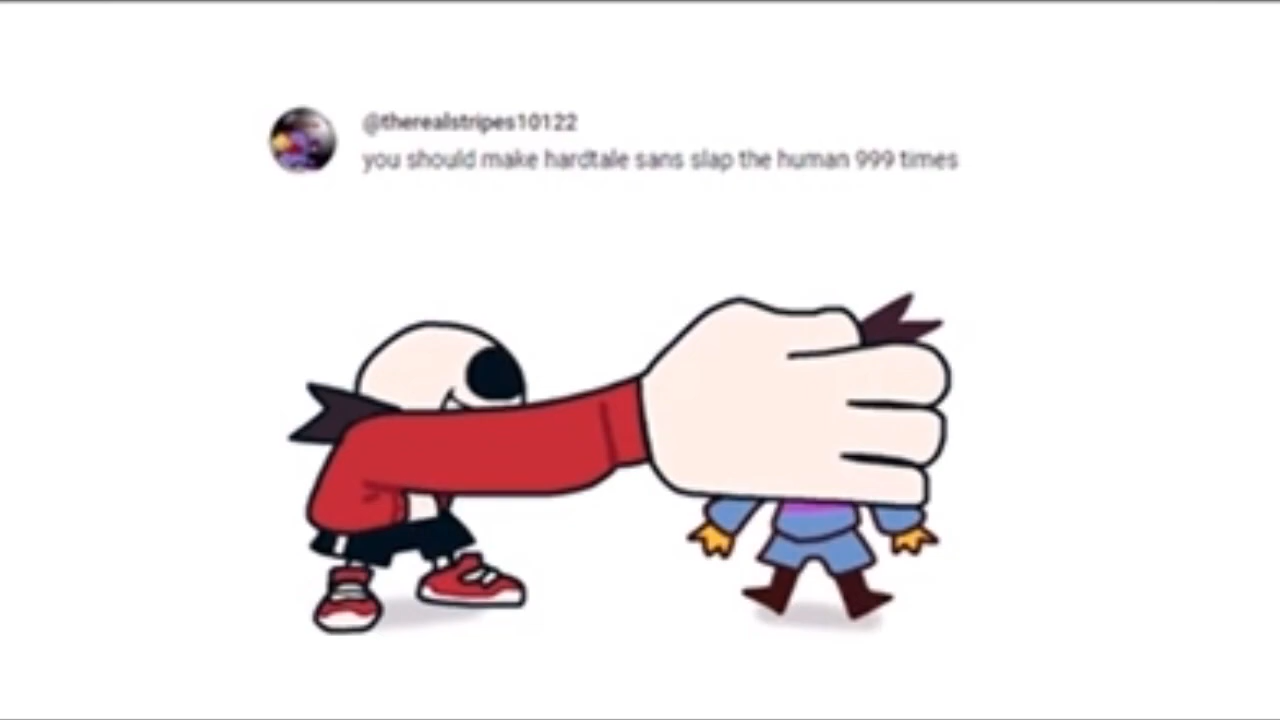 @therealstripes10122
you should make hardtale sans slap the human 999 times